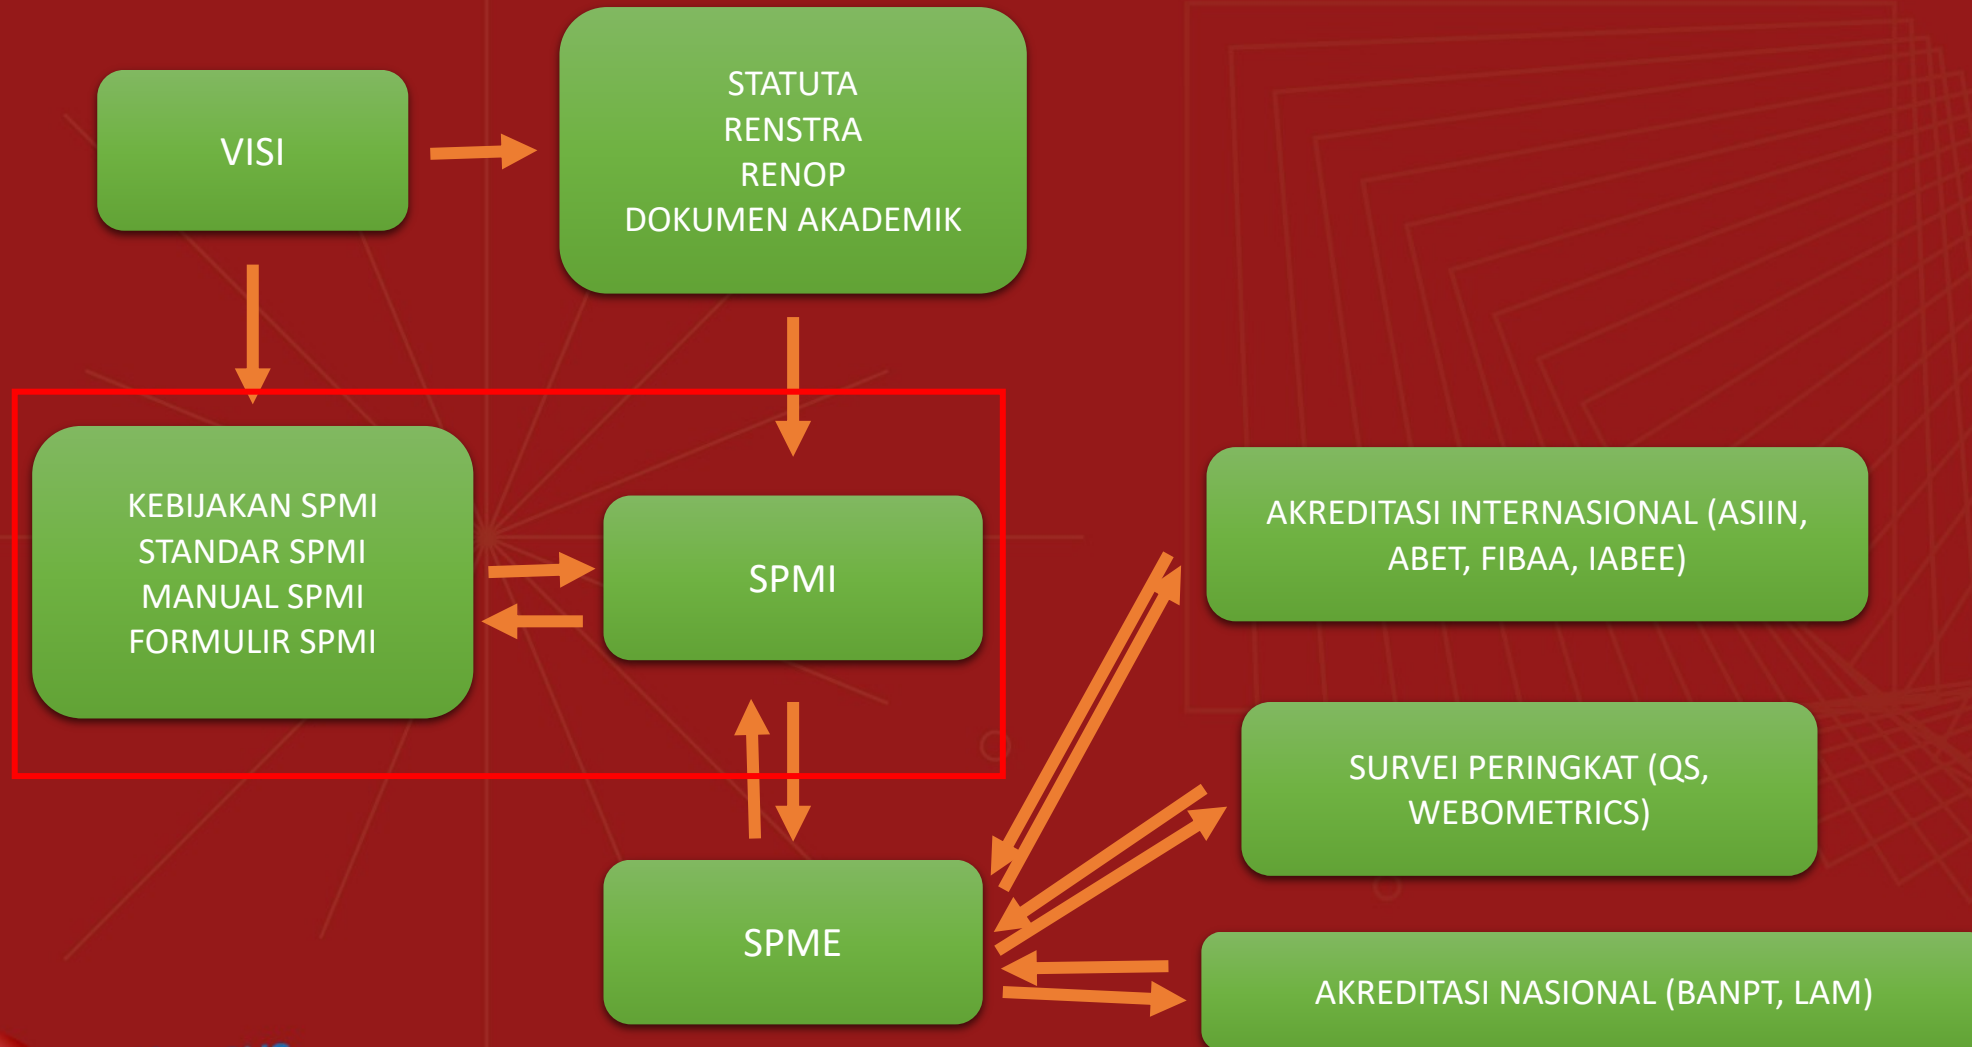 VISI
STATUTA
RENSTRA
RENOP
DOKUMEN AKADEMIK
KEBIJAKAN SPMI
STANDAR SPMI
MANUAL SPMI
FORMULIR SPMI
SPMI
AKREDITASI INTERNASIONAL (ASIIN,
ABET, FIBAA, IABEE)
SURVEI PERINGKAT (QS,
WEBOMETRICS)
SPME
AKREDITASI NASIONAL (BANPT, LAM)